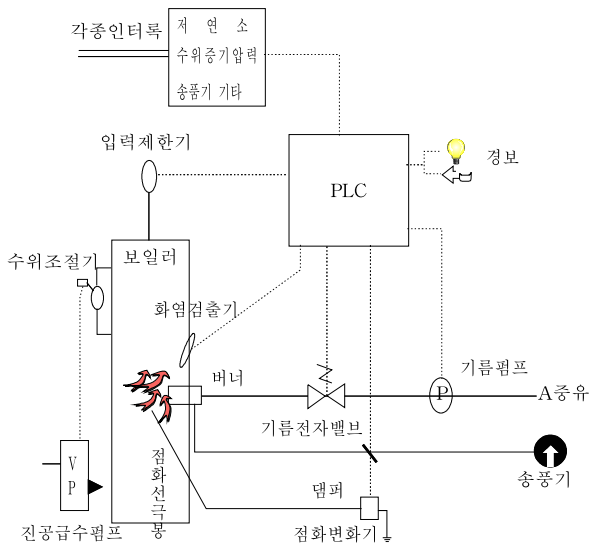 각종인터록
저 연 소
수위증기압력
송품기 기타
입력제한기
PLC
경보
수위조절기
보일러
화염검출기
버너
기름펌프
P
A중유
기름전자밸브
V
P
점화선극봉
댐퍼
송풍기
진공급수펌프
점화변화기